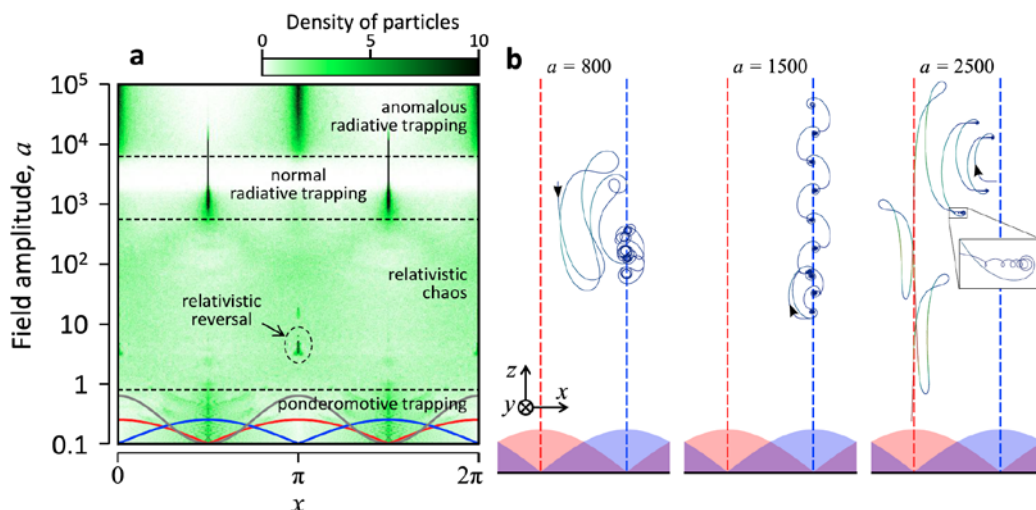 a
Density of particles
0 5 10
Field amplitude, a
10⁵
10⁴
10³
10²
10
1
0.1
anomalous
radiative trapping
normal
radiative trapping
relativistic
chaos
relativistic
reversal
ponderomotive trapping
0 π 2π
x
b
a = 800
a = 1500
a = 2500
z
y
x